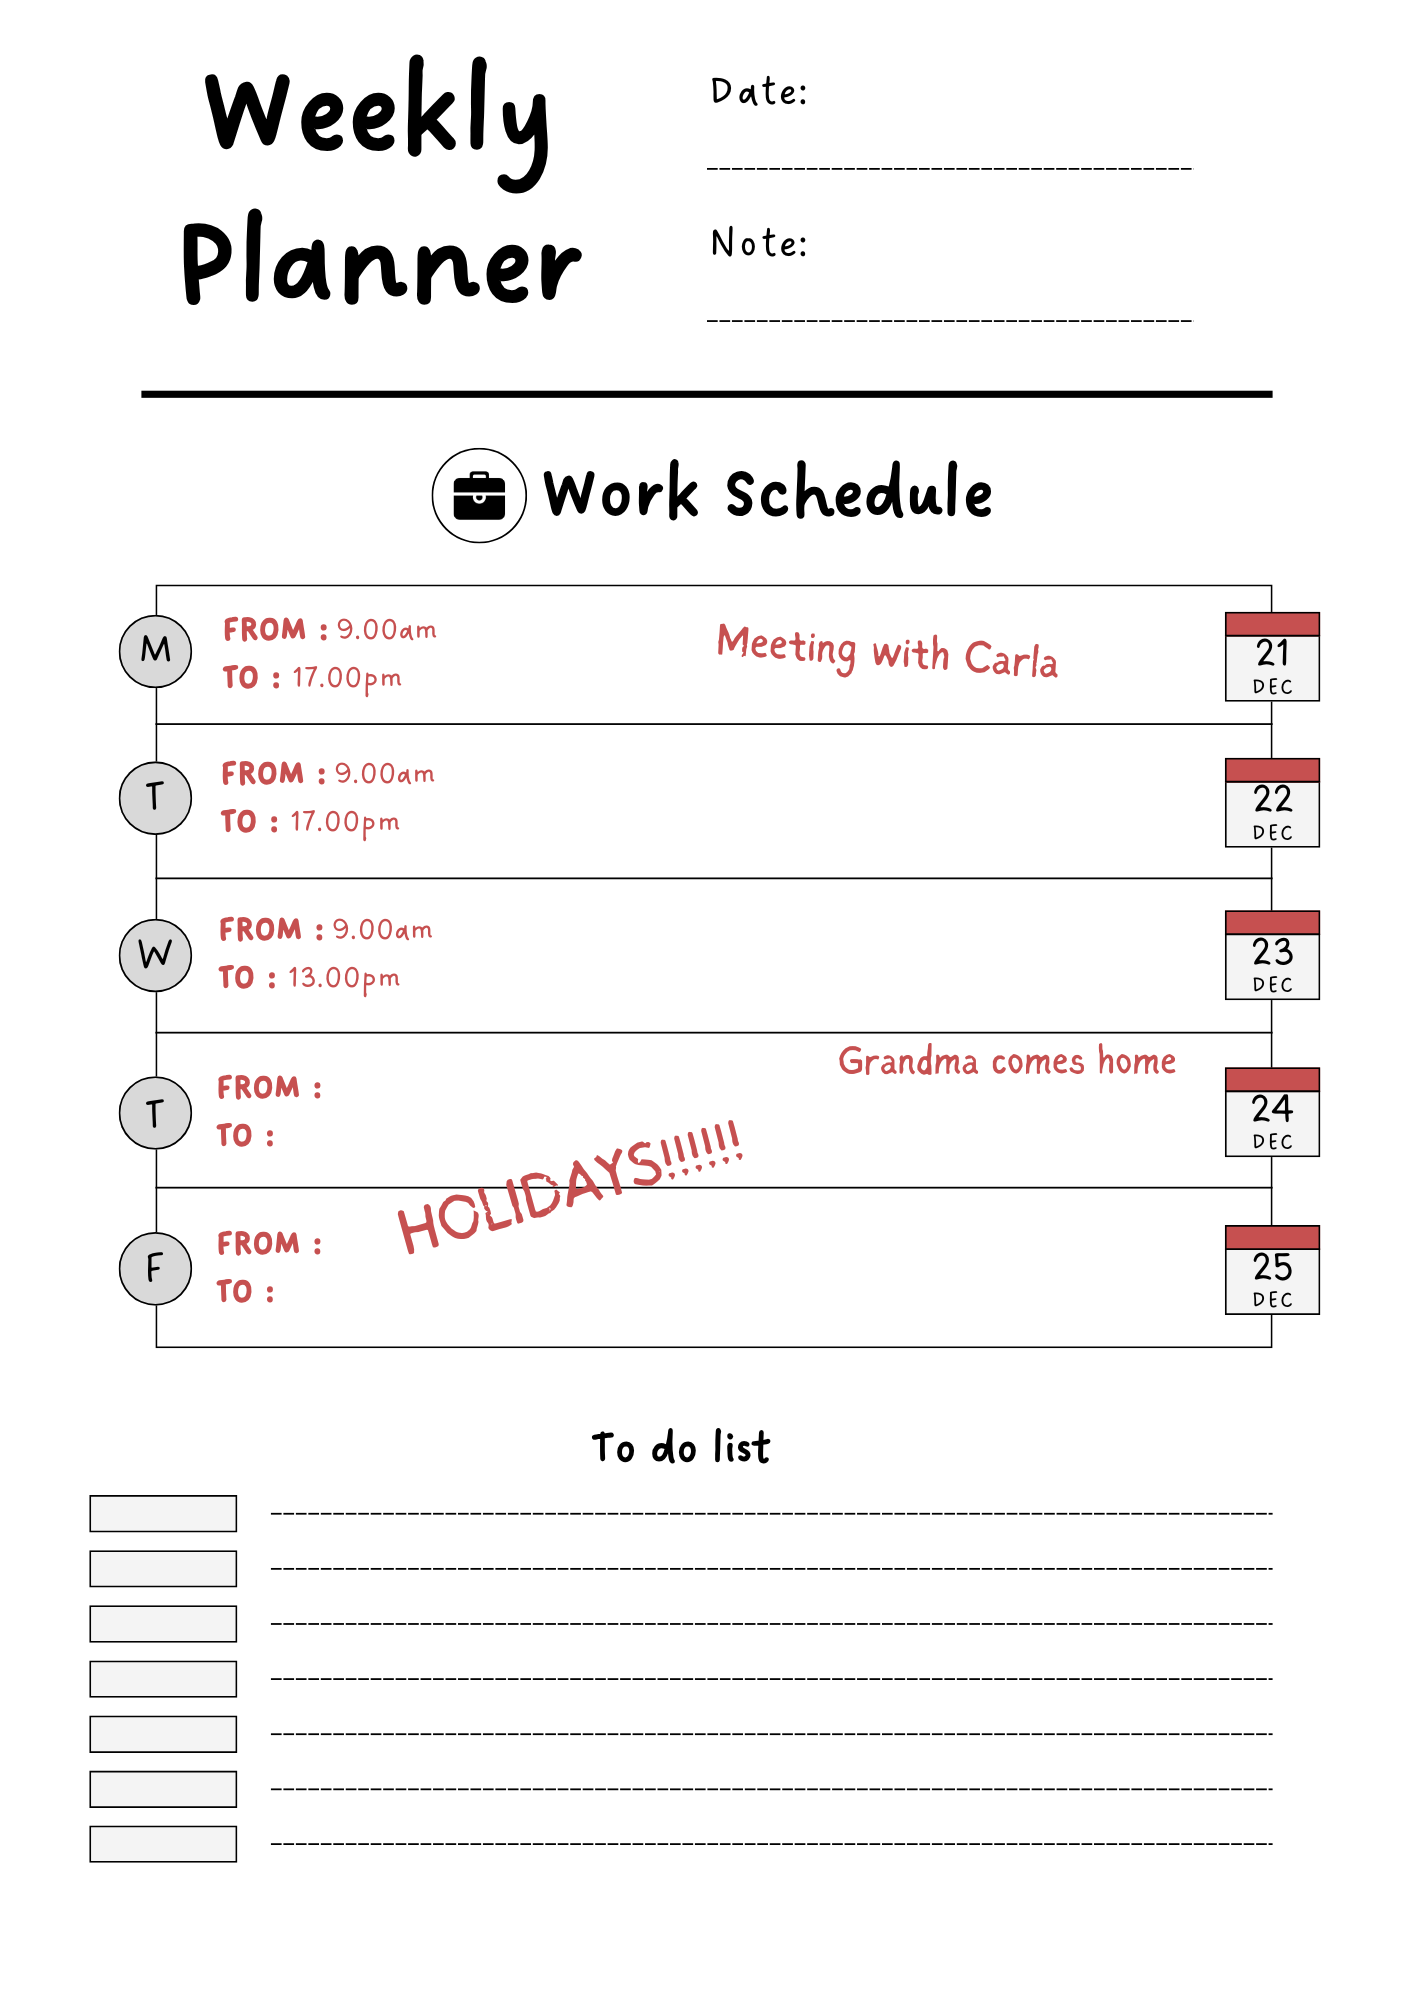 Weekly
Planner
Date:
Note:
Work Schedule
M
FROM : 9.00am
TO : 17.00pm
Meeting with Carla
21
DEC
T
FROM : 9.00am
TO : 17.00pm
22
DEC
W
FROM : 9.00am
TO : 13.00pm
23
DEC
T
FROM :
TO :
Grandma comes home
24
DEC
HOLIDAYS!!!!!!
F
FROM :
TO :
25
DEC
To do list